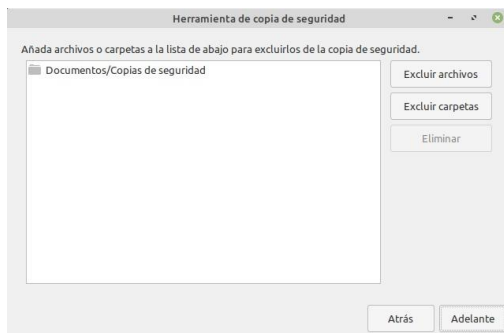 Herramienta de copia de seguridad
Añada archivos o carpetas a la lista de abajo para excluirlos de la copia de seguridad.
Documentos/Copias de seguridad
Excluir archivos
Excluir carpetas
Eliminar
Atrás
Adelante